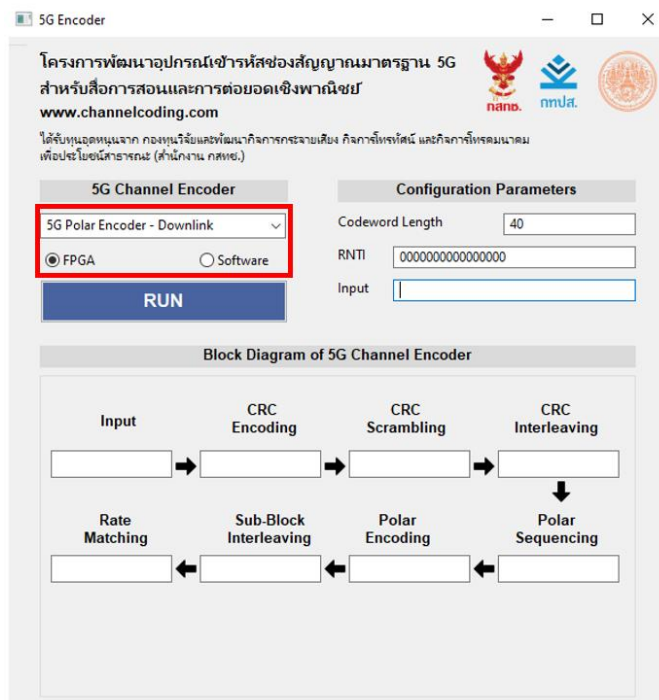 5G Encoder
โครงการพัฒนาอุปกรณ์เข้ารหัสช่องสัญญาณมาตรฐาน 5G
สำหรับสื่อการสอนและการต่อยอดเชิงพาณิชย์
www.channelcoding.com
กสทช.
กทปส.
ได้รับทุนอุดหนุนจาก กองทุนวิจัยและพัฒนากิจการกระจายเสียง กิจการโทรทัศน์ และกิจการโทรคมนาคม
เพื่อประโยชน์สาธารณะ (สำนักงาน กสทช.)
5G Channel Encoder
5G Polar Encoder - Downlink
FPGA
Software
RUN
Configuration Parameters
Codeword Length
40
RNTI
0000000000000000
Input
Block Diagram of 5G Channel Encoder
Input
CRC
Encoding
CRC
Scrambling
CRC
Interleaving
Rate
Matching
Sub-Block
Interleaving
Polar
Encoding
Polar
Sequencing